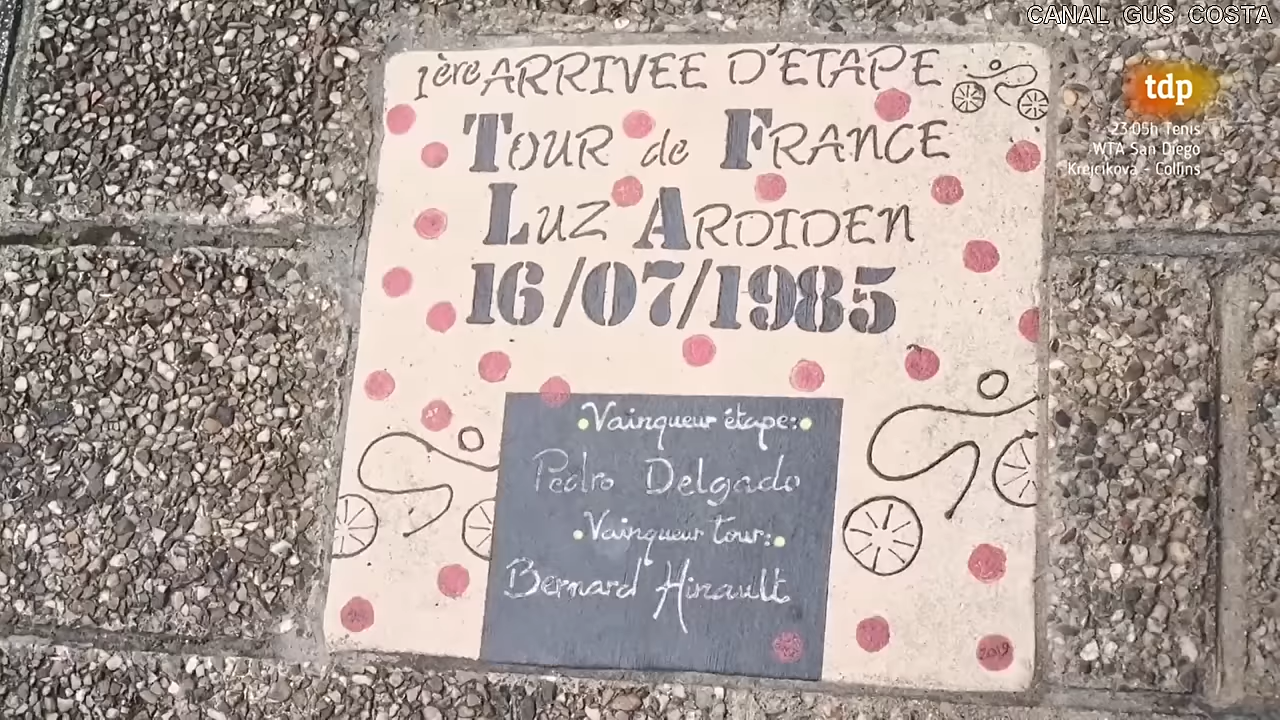 CANAL GUS COSTA
tdp
23:05h Tenis
WTA San Diego
Krejcikova - Collins
1ère ARRIVEE D'ETAPE
TOUR de FRANCE
LUZ ARDIDEN
16/07/1985
Vainqueur étape:
Pedro Delgado
Vainqueur tour:
Bernard Hinault
2019